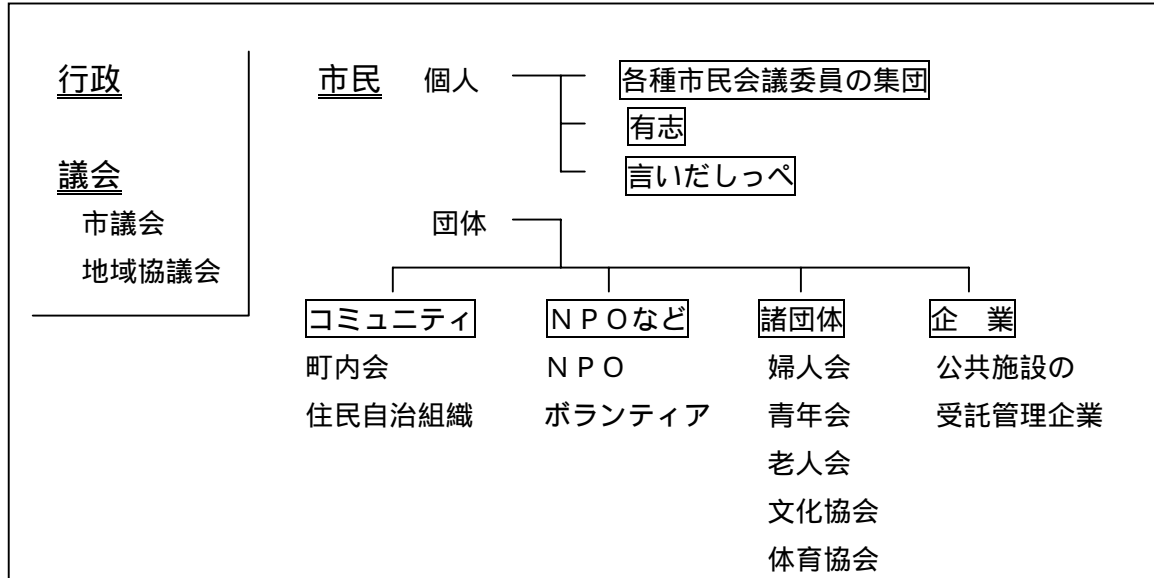 行政
議会
市議会
地域協議会
市民 個人 各種市民会議委員の集団
有志
言いだしっぺ
団体
コミュニティ
町内会
住民自治組織
ＮＰＯなど
ＮＰＯ
ボランティア
諸団体
婦人会
青年会
老人会
文化協会
体育協会
企　業
公共施設の
受託管理企業